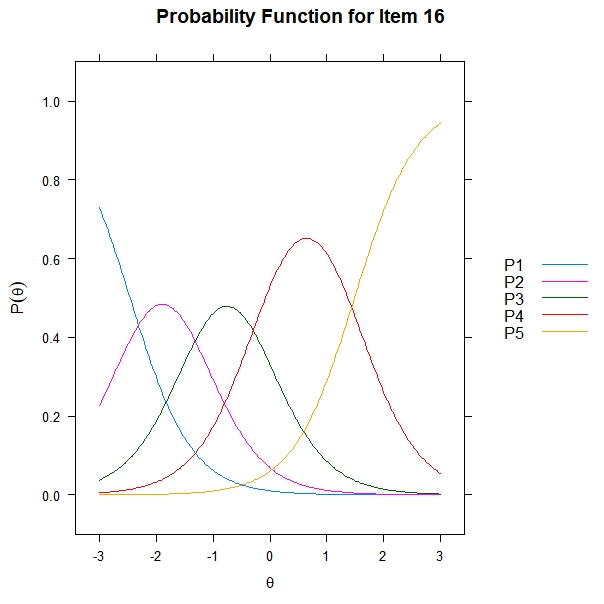 Probability Function for Item 16
P(θ)
1.0
0.8
0.6
0.4
0.2
0.0
-3 -2 -1 0 1 2 3
θ
P1
P2
P3
P4
P5